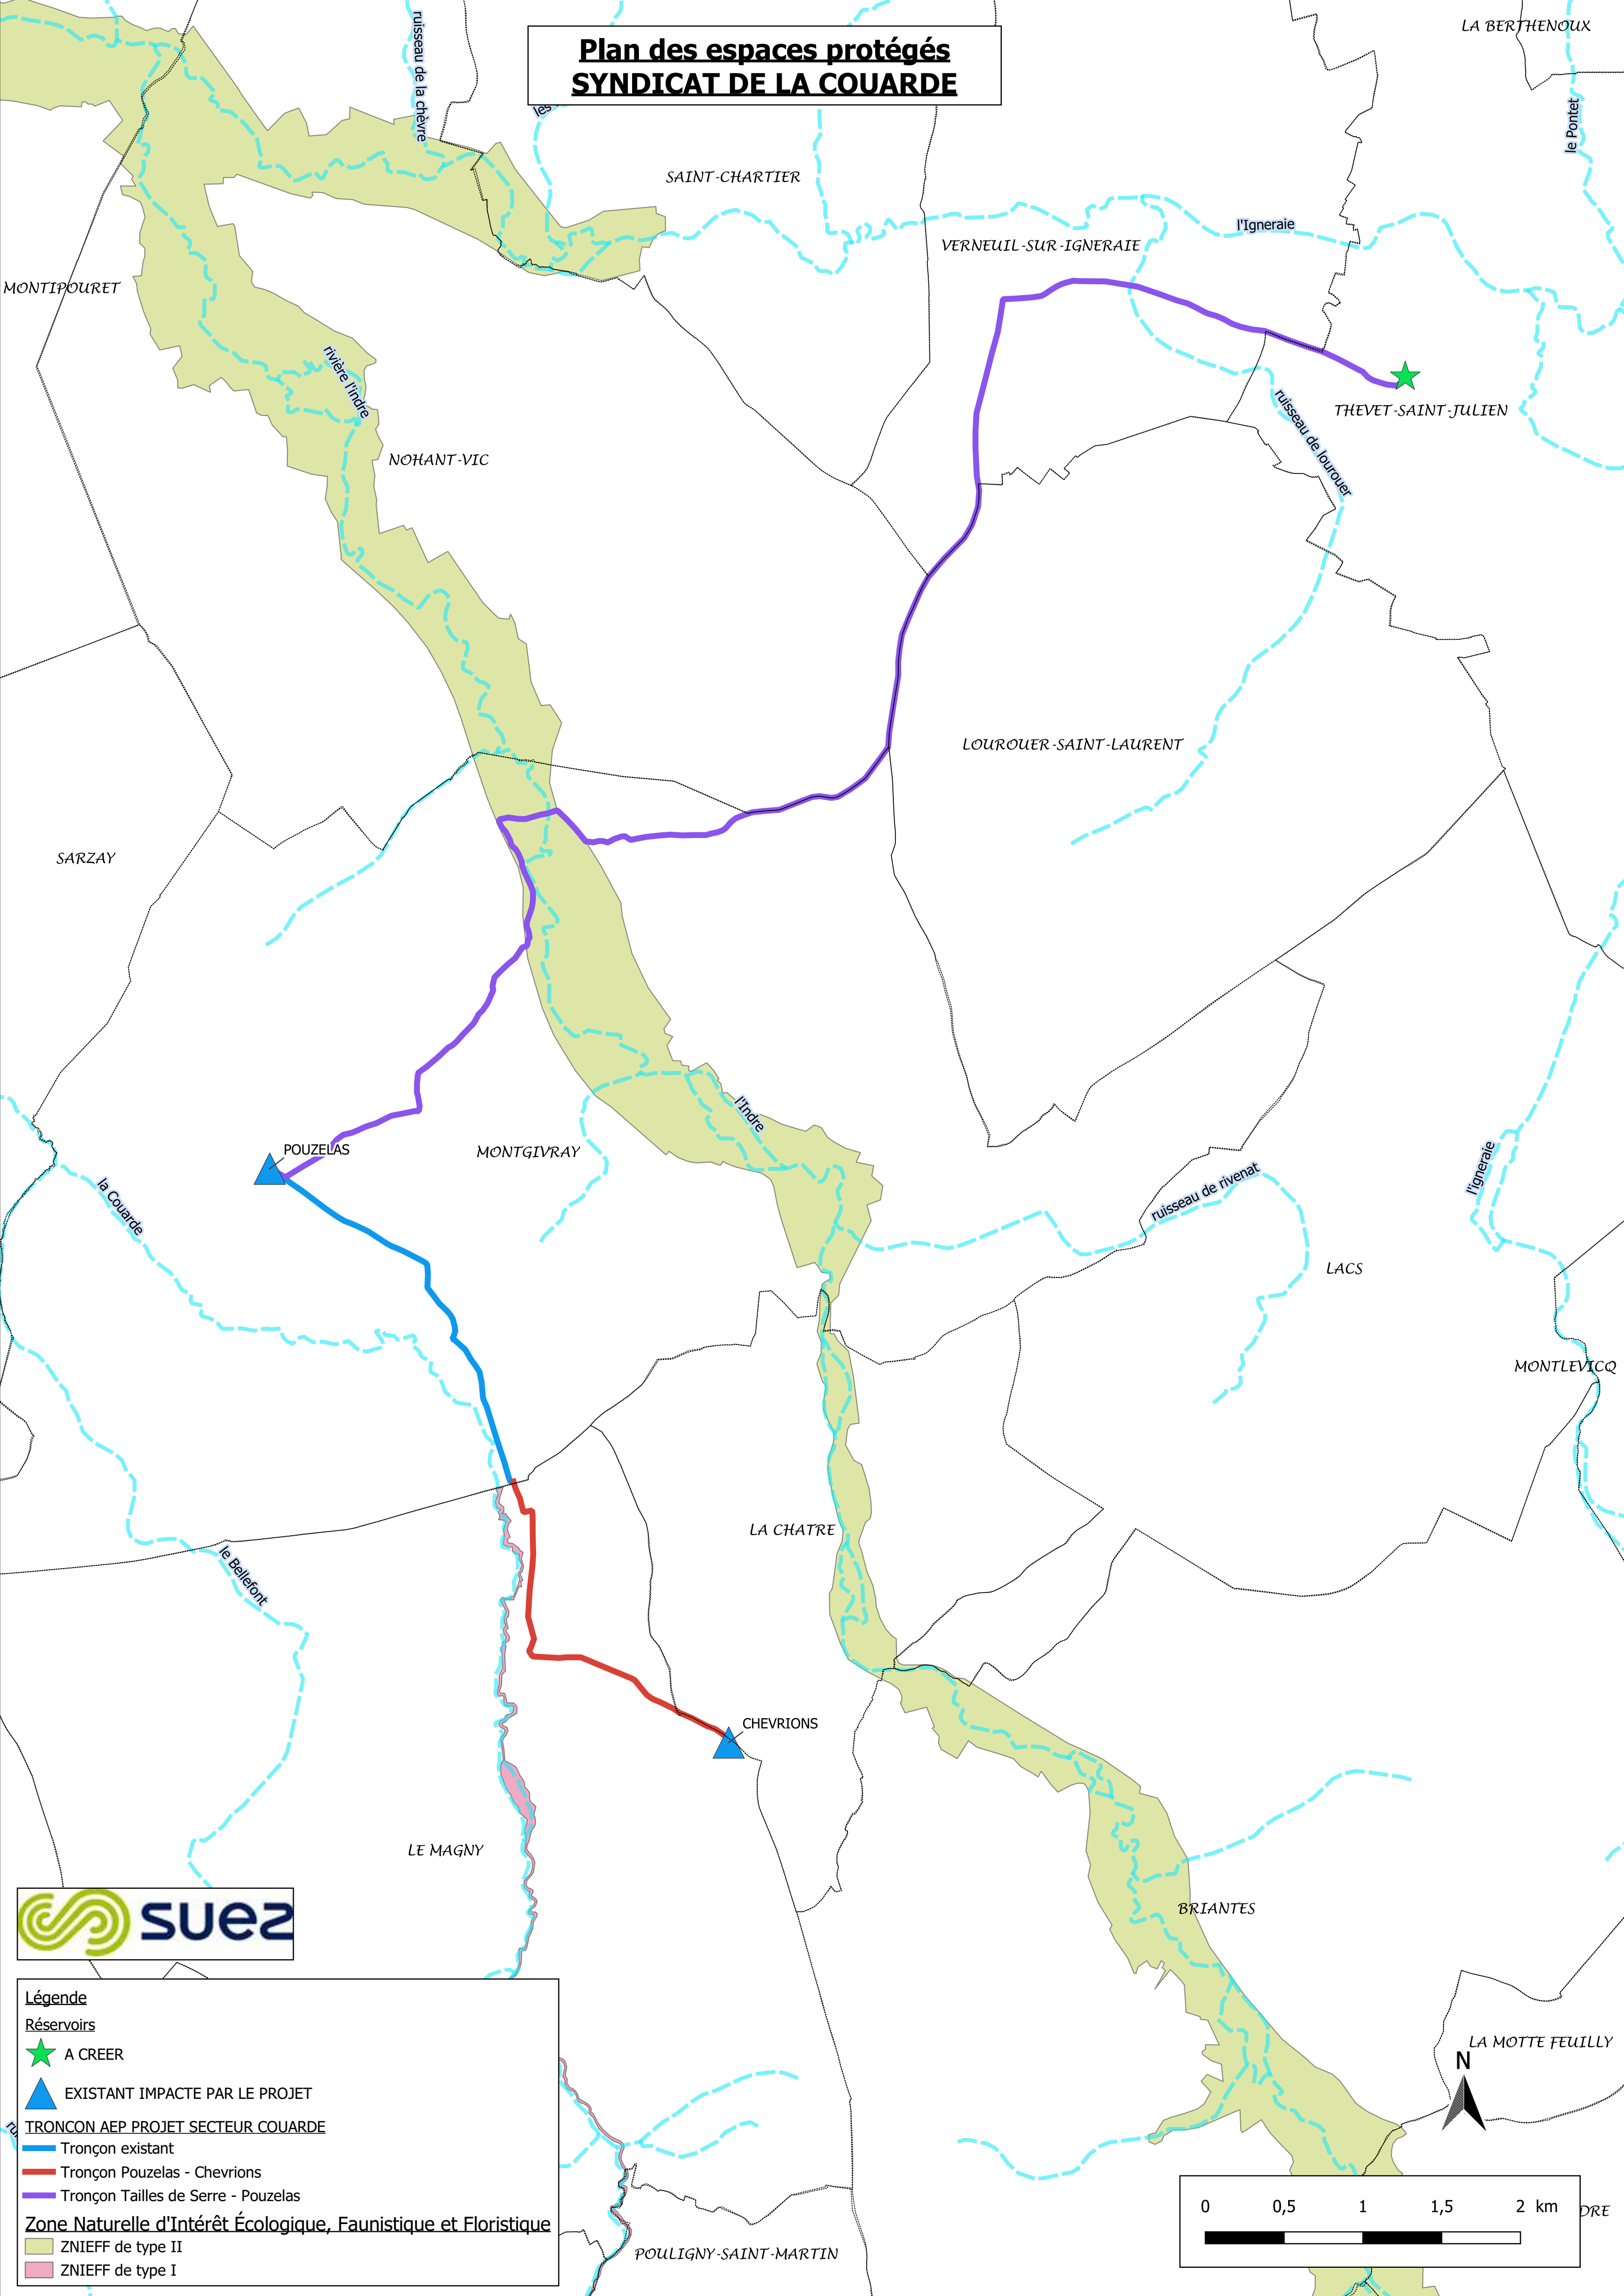 Plan des espaces protégés
SYNDICAT DE LA COUARDE
LA BERTHENOUX
ruisseau de la chèvre
le Pontet
SAINT-CHARTIER
l'Igneraie
VERNEUIL-SUR-IGNERAIE
MONTIPOURET
rivière l'indre
THEVET-SAINT-JULIEN
ruisseau de lourouer
NOHANT-VIC
LOUROUER-SAINT-LAURENT
SARZAY
l'Indre
POUZELAS
MONTGIVRAY
l'igneraie
ruisseau de rivenat
la Couarde
LACS
MONTLEVICQ
LA CHATRE
le Bellefont
CHEVRIONS
LE MAGNY
BRIANTES
suez
LA MOTTE FEUILLY
N
Légende
Réservoirs
A CREER
EXISTANT IMPACTE PAR LE PROJET
TRONCON AEP PROJET SECTEUR COUARDE
Tronçon existant
Tronçon Pouzelas - Chevrions
Tronçon Tailles de Serre - Pouzelas
Zone Naturelle d'Intérêt Écologique, Faunistique et Floristique
ZNIEFF de type II
ZNIEFF de type I
POULIGNY-SAINT-MARTIN
0 0,5 1 1,5 2 km
DRE